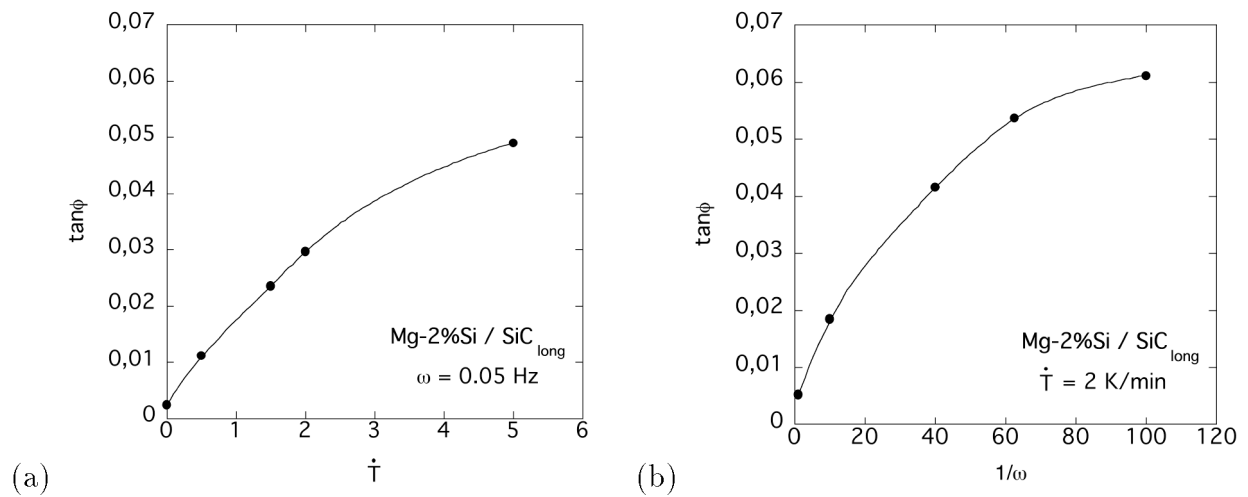 0,07
0,06
0,05
0,04
0,03
0,02
0,01
0
tanϕ
0 1 2 3 4 5 6
Ṫ
Mg-2%Si / SiC long
ω = 0.05 Hz
(a)
0,07
0,06
0,05
0,04
0,03
0,02
0,01
0
tanϕ
0 20 40 60 80 100 120
1/ω
Mg-2%Si / SiC long
Ṫ = 2 K/min
(b)